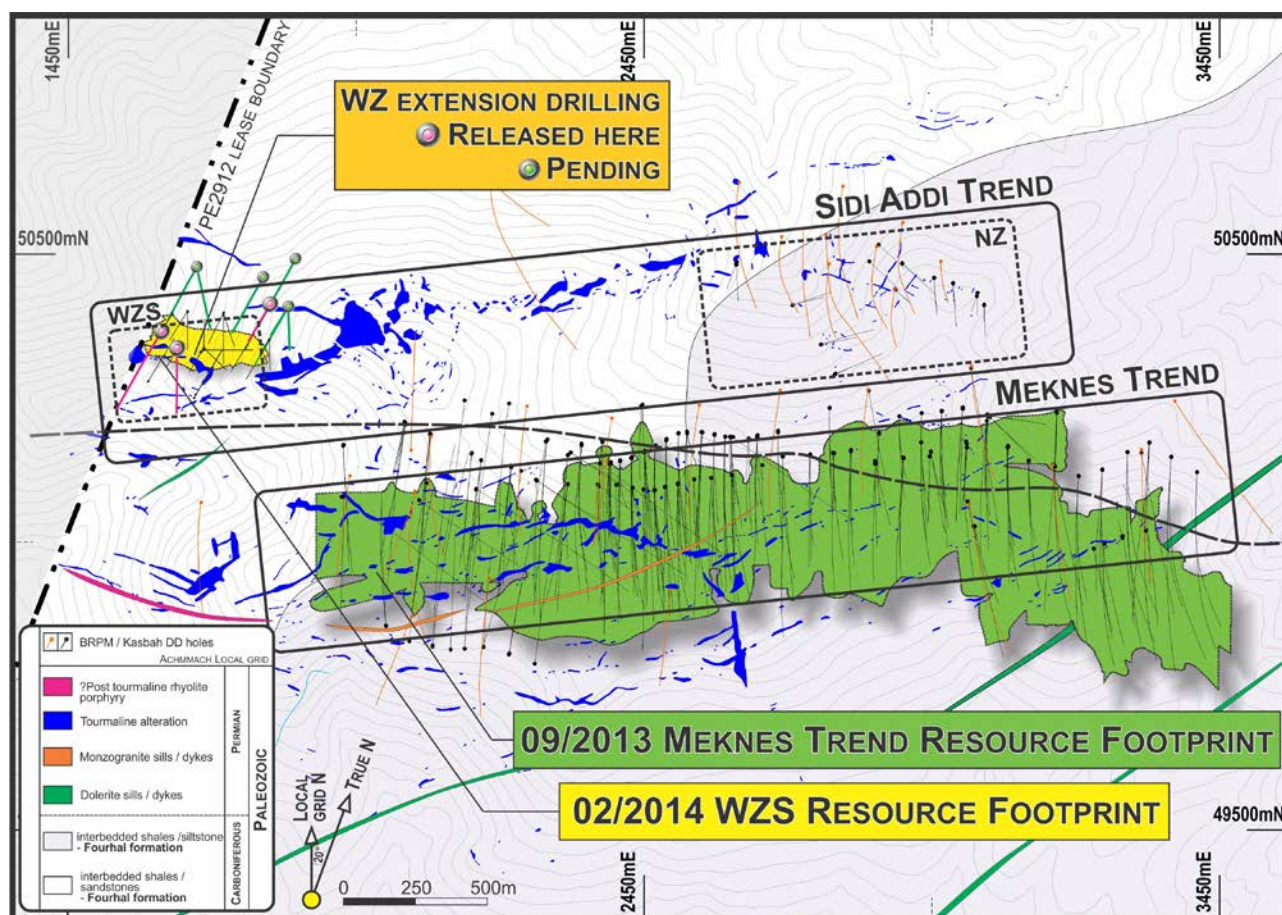 1450mE
2450mE
3450mE
PE2912 LEASE BOUNDARY
WZ EXTENSION DRILLING
RELEASED HERE
PENDING
SIDI ADDI TREND
NZ
50500mN
50500mN
WZS
MEKNES TREND
BRPM / Kasbah DD holes
ACHMMACH LOCAL GRID
?Post tourmaline rhyolite
porphyry
Tourmaline alteration
Monzogranite sills / dykes
Dolerite sills / dykes
interbedded shales /siltstone
- Fourhal formation
interbedded shales /
sandstones
- Fourhal formation
PERMIAN
CARBONIFEROUS
PALEOZOIC
09/2013 MEKNES TREND RESOURCE FOOTPRINT
02/2014 WZS RESOURCE FOOTPRINT
LOCAL
GRID N
TRUE N
20°
0 250 500m
49500mN
2450mE
3450mE